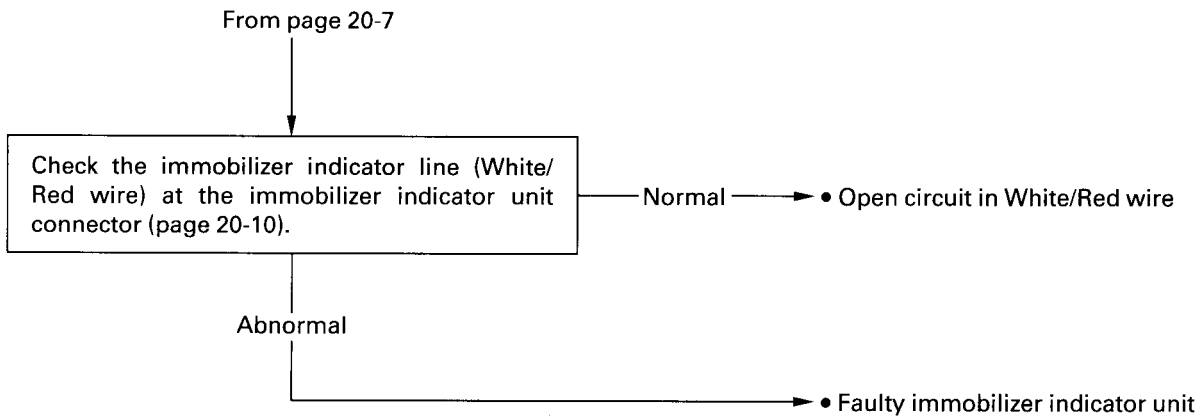 From page 20-7
Check the immobilizer indicator line (White/
Red wire) at the immobilizer indicator unit
connector (page 20-10).
Normal
• Open circuit in White/Red wire
Abnormal
• Faulty immobilizer indicator unit